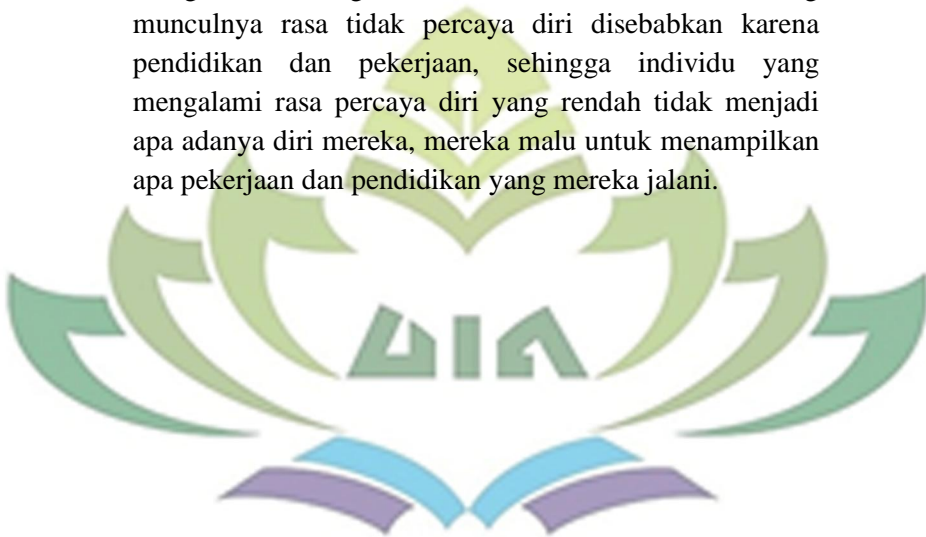 munculnya rasa tidak percaya diri disebabkan karena
pendidikan dan pekerjaan, sehingga individu yang
mengalami rasa percaya diri yang rendah tidak menjadi
apa adanya diri mereka, mereka malu untuk menampilkan
apa pekerjaan dan pendidikan yang mereka jalani.
UIN